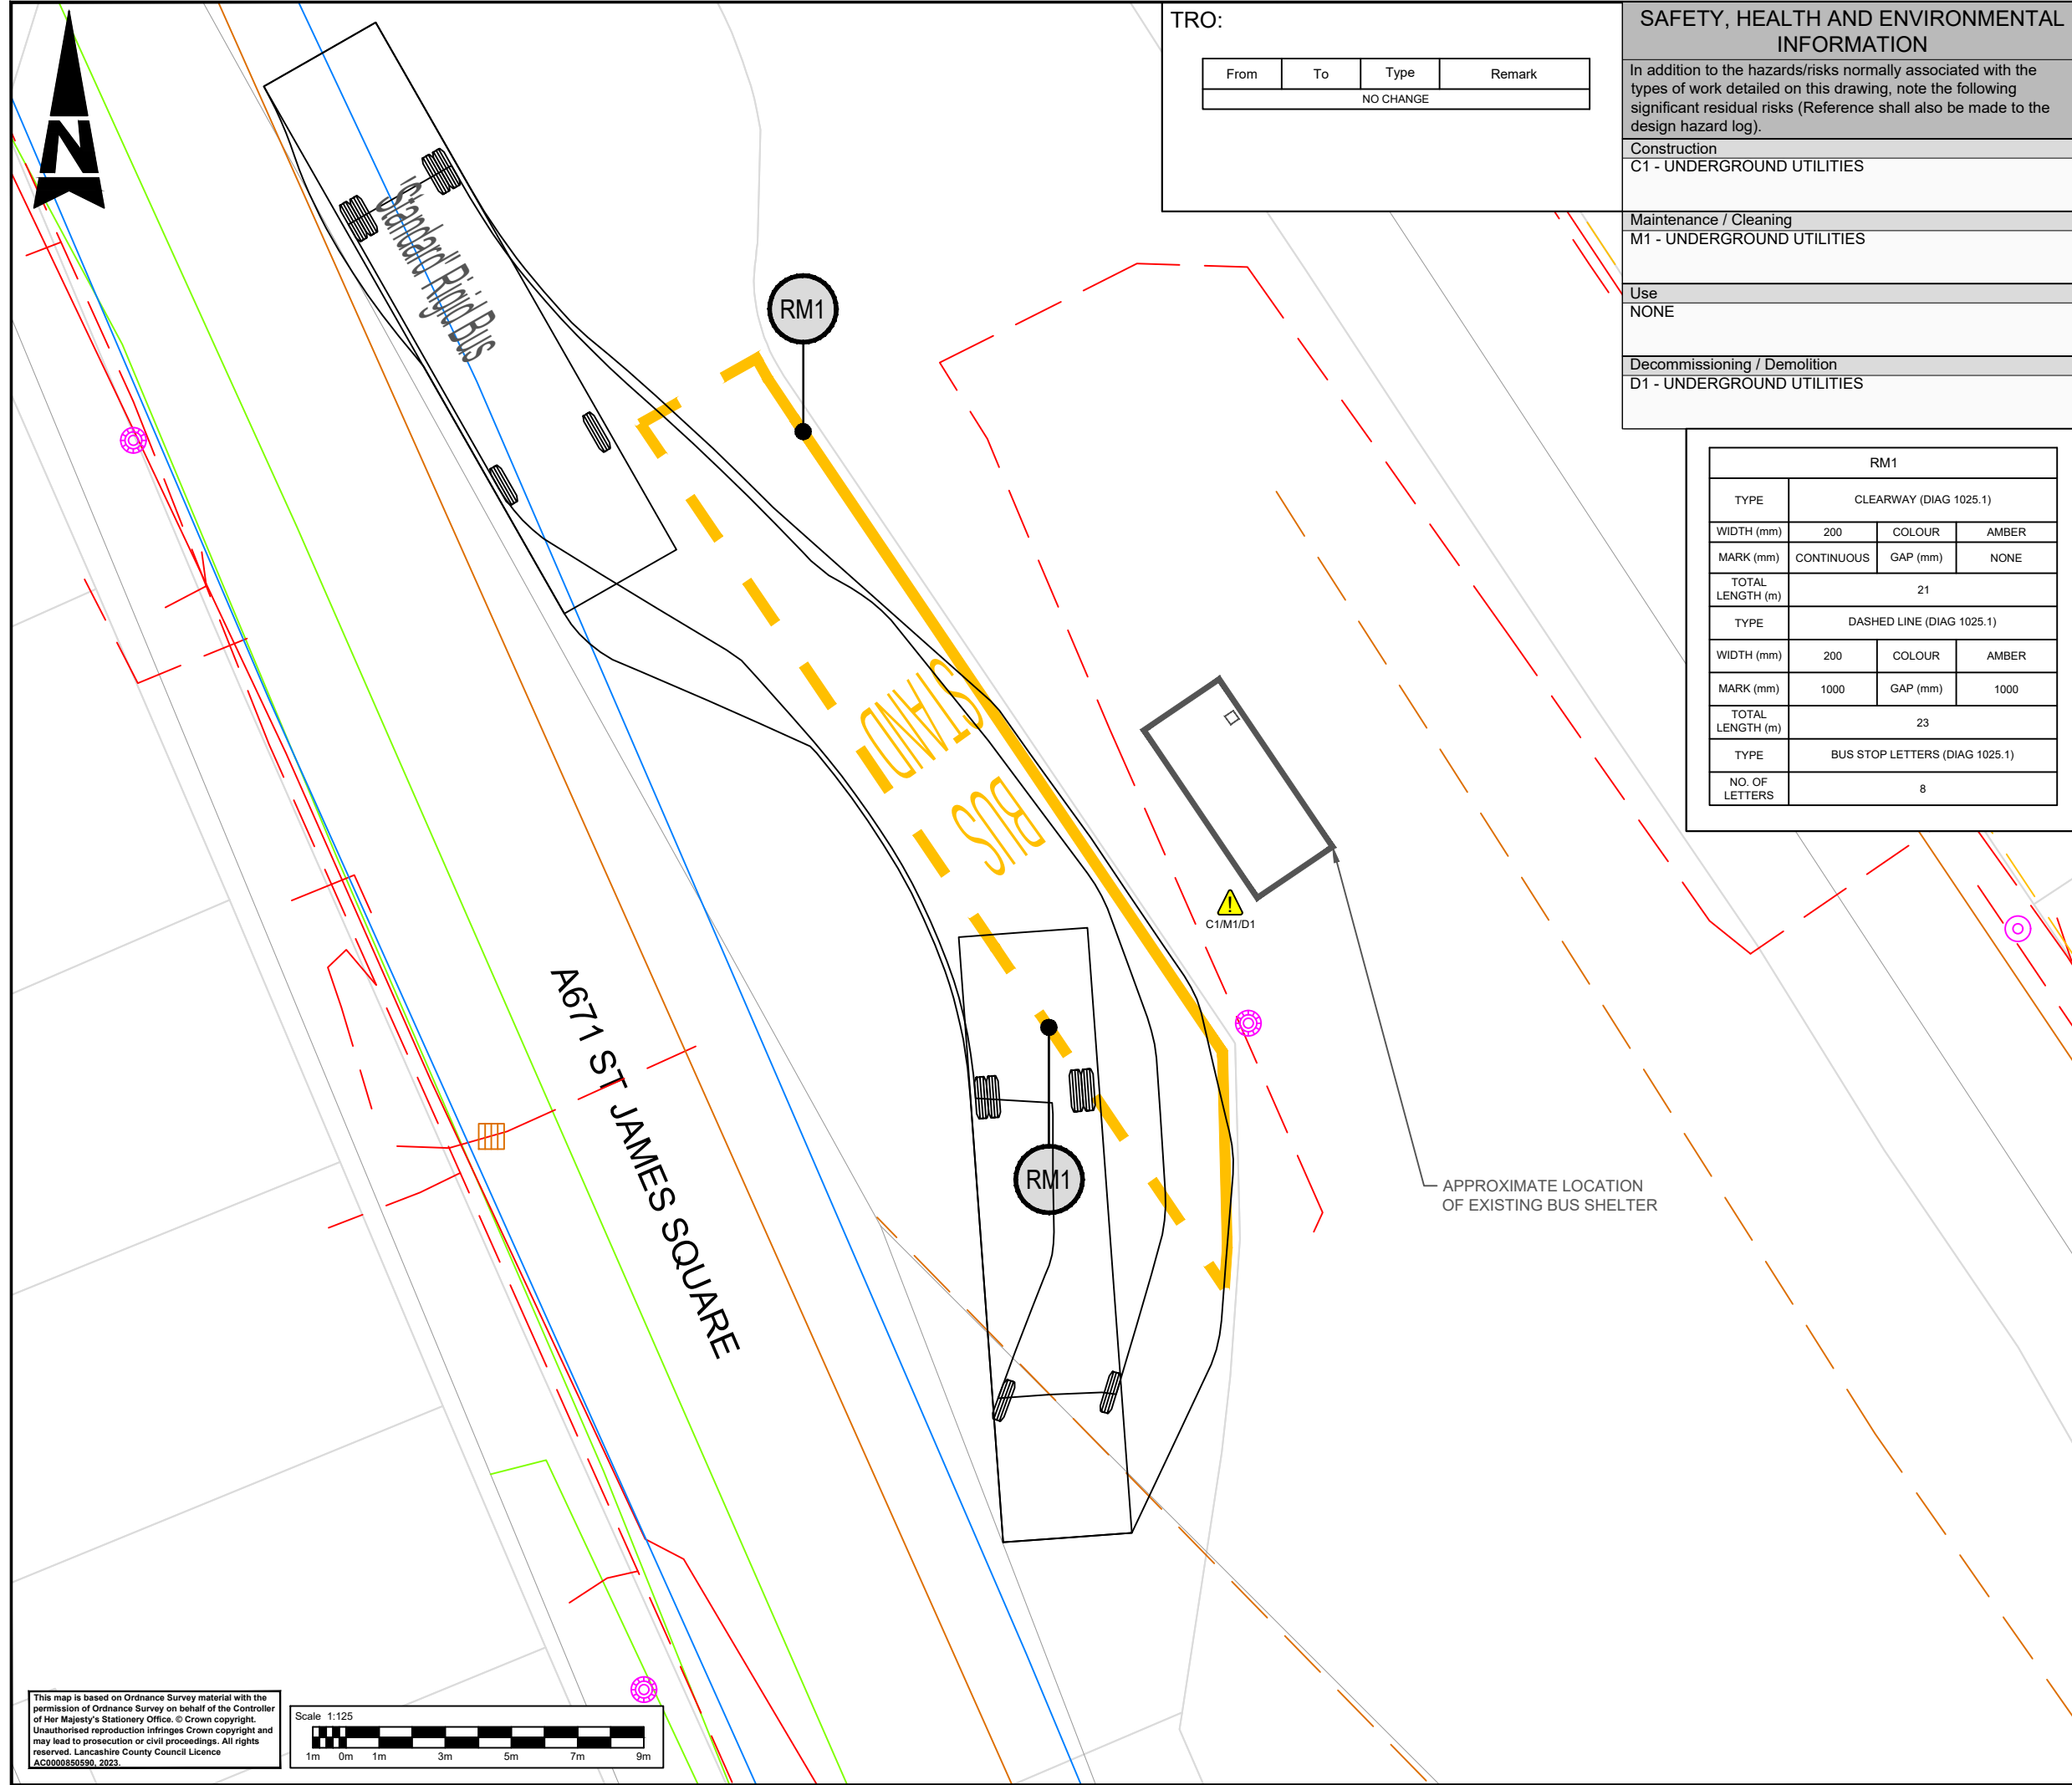 TRO:
From To Type Remark
NO CHANGE
SAFETY, HEALTH AND ENVIRONMENTAL
INFORMATION
In addition to the hazards/risks normally associated with the
types of work detailed on this drawing, note the following
significant residual risks (Reference shall also be made to the
design hazard log).
Construction
C1 - UNDERGROUND UTILITIES
Maintenance / Cleaning
M1 - UNDERGROUND UTILITIES
Use
NONE
Decommissioning / Demolition
D1 - UNDERGROUND UTILITIES
RM1
TYPE CLEARWAY (DIAG 1025.1)
WIDTH (mm) 200 COLOUR AMBER
MARK (mm) CONTINUOUS GAP (mm) NONE
TOTAL
LENGTH (m) 21
TYPE DASHED LINE (DIAG 1025.1)
WIDTH (mm) 200 COLOUR AMBER
MARK (mm) 1000 GAP (mm) 1000
TOTAL
LENGTH (m) 23
TYPE BUS STOP LETTERS (DIAG 1025.1)
NO. OF
LETTERS 8
N
"Standard" Rigid Bus
RM1
BUS
STAND
C1/M1/D1
A671 ST JAMES SQUARE
RM1
APPROXIMATE LOCATION
OF EXISTING BUS SHELTER
This map is based on Ordnance Survey material with the
permission of Ordnance Survey on behalf of the Controller
of Her Majesty's Stationery Office. © Crown copyright.
Unauthorised reproduction infringes Crown copyright and
may lead to prosecution or civil proceedings. All rights
reserved. Lancashire County Council Licence
AC0000850590, 2023.
Scale 1:125
1m 0m 1m 3m 5m 7m 9m